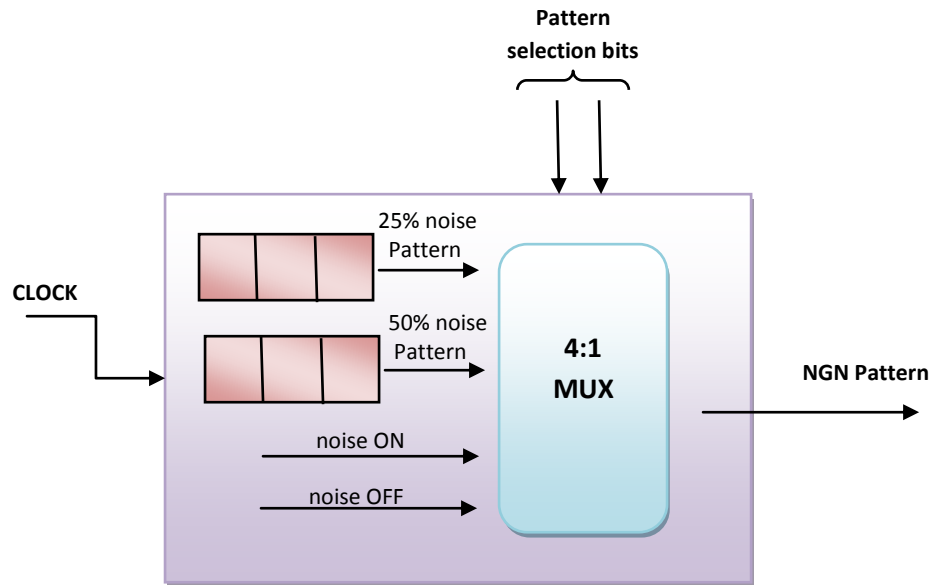 Pattern
selection bits
25% noise
Pattern
CLOCK
50% noise
Pattern
4:1
MUX
NGN Pattern
noise ON
noise OFF